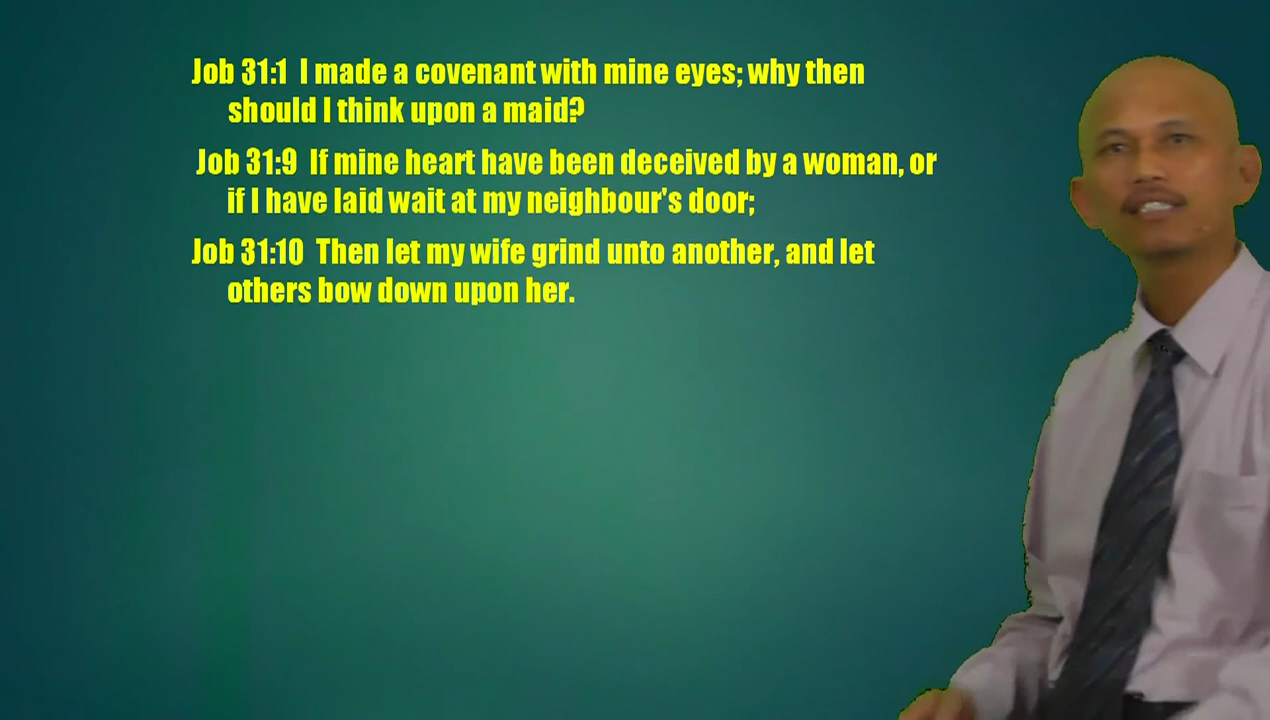 Job 31:1 I made a covenant with mine eyes; why then
should I think upon a maid?
Job 31:9 If mine heart have been deceived by a woman, or
if I have laid wait at my neighbour's door;
Job 31:10 Then let my wife grind unto another, and let
others bow down upon her.